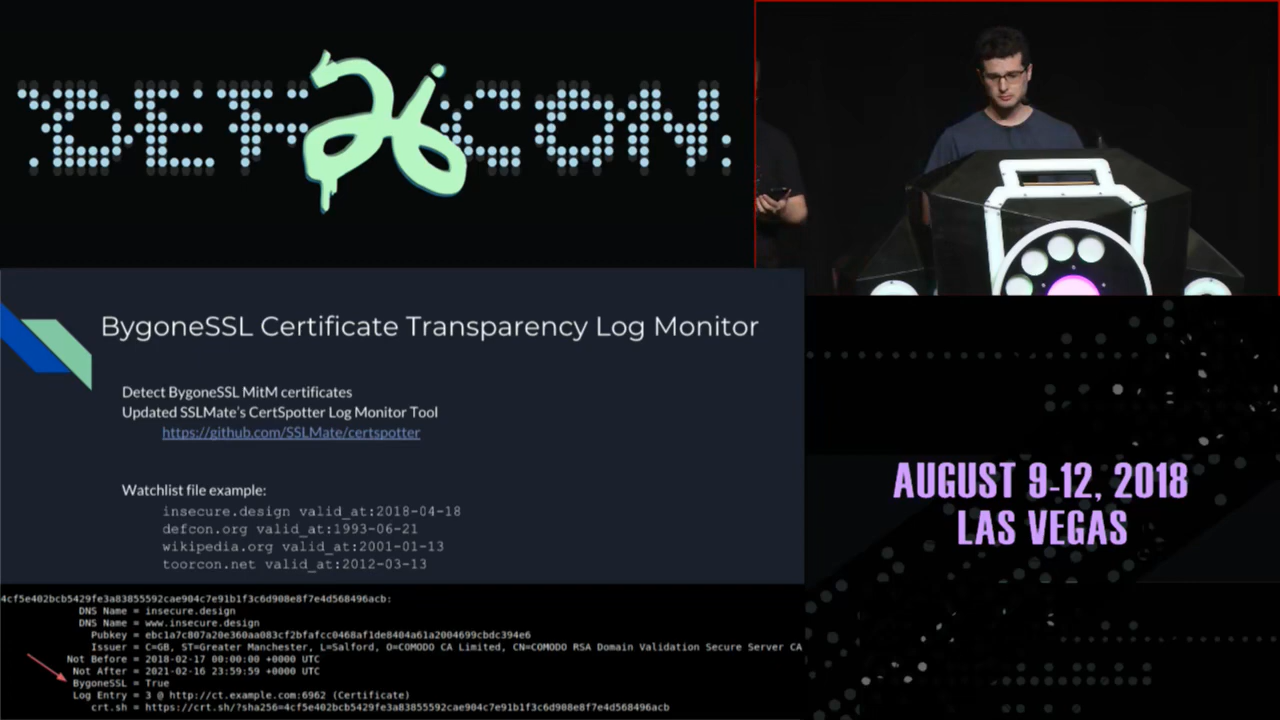 DEF 26 CON
BygoneSSL Certificate Transparency Log Monitor
Detect BygoneSSL MitM certificates
Updated SSLMate's CertSpotter Log Monitor Tool
https://github.com/SSLMate/certspotter
Watchlist file example:
insecure.design valid_at:2018-04-18
defcon.org valid_at:1993-06-21
wikipedia.org valid_at:2001-01-13
toorcon.net valid_at:2012-03-13
AUGUST 9-12, 2018
LAS VEGAS
4cf5e402bcb5429fe3a83855592cae904c7e91b1f3c6d908e8f7e4d568496acb:
DNS Name = insecure.design
DNS Name = www.insecure.design
Pubkey = ebc1a7c807a20e360aa083cf2bfafcc0468af1de8404a61a2004699cbdc394e6
Issuer = C=GB, ST=Greater Manchester, L=Salford, O=COMODO CA Limited, CN=COMODO RSA Domain Validation Secure Server CA
Not Before = 2018-02-17 00:00:00 +0000 UTC
Not After = 2021-02-16 23:59:59 +0000 UTC
BygoneSSL = True
Log Entry = 3 @ http://ct.example.com:6962 (Certificate)
crt.sh = https://crt.sh/?sha256=4cf5e402bcb5429fe3a83855592cae904c7e91b1f3c6d908e8f7e4d568496acb